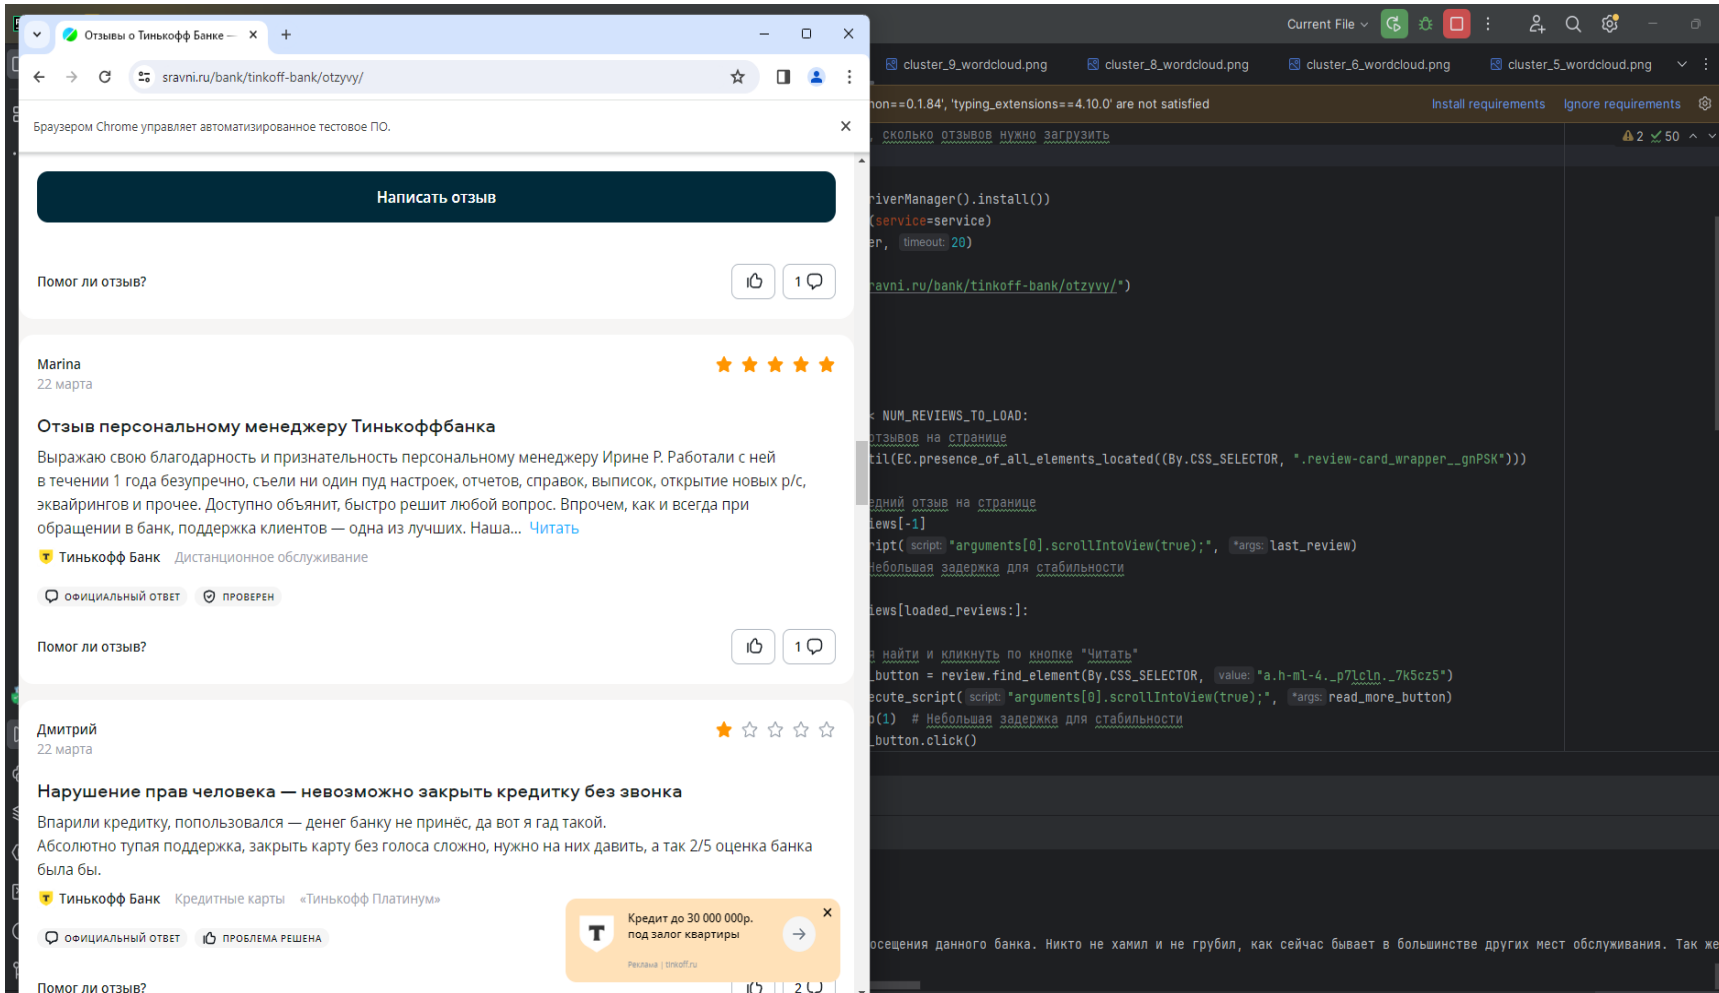 Отзывы о Тинькофф Банке —
sravni.ru/bank/tinkoff-bank/otzyvy/
Браузером Chrome управляет автоматизированное тестовое ПО.
Написать отзыв
Помог ли отзыв?
1
Marina
22 марта
Отзыв персональному менеджеру Тинькоффбанка
Выражаю свою благодарность и признательность персональному менеджеру Ирине Р. Работали с ней
в течении 1 года безупречно, съели ни один пуд настроек, отчетов, справок, выписок, открытие новых р/с,
эквайрингов и прочее. Доступно объянит, быстро решит любой вопрос. Впрочем, как и всегда при
обращении в банк, поддержка клиентов — одна из лучших. Наша... Читать
Тинькофф Банк Дистанционное обслуживание
ОФИЦИАЛЬНЫЙ ОТВЕТ ПРОВЕРЕН
Помог ли отзыв?
1
Дмитрий
22 марта
Нарушение прав человека — невозможно закрыть кредитку без звонка
Впарили кредитку, попользовался — денег банку не принёс, да вот я гад такой.
Абсолютно тупая поддержка, закрыть карту без голоса сложно, нужно на них давить, а так 2/5 оценка банка
была бы.
Тинькофф Банк Кредитные карты «Тинькофф Платинум»
ОФИЦИАЛЬНЫЙ ОТВЕТ ПРОБЛЕМА РЕШЕНА
Помог ли отзыв?
2
Кредит до 30 000 000р.
под залог квартиры
Реклама | tinkoff.ru
Current File
cluster_9_wordcloud.png cluster_8_wordcloud.png cluster_6_wordcloud.png cluster_5_wordcloud.png
hon==0.1.84', 'typing_extensions==4.10.0' are not satisfied Install requirements Ignore requirements
, сколько отзывов нужно загрузить
2 50
riverManager().install())
(service=service)
er, timeout: 20)
ravni.ru/bank/tinkoff-bank/otzyvy/")
< NUM_REVIEWS_TO_LOAD:
отзывов на странице
til(EC.presence_of_all_elements_located((By.CSS_SELECTOR, ".review-card_wrapper__gnPSK")))
едний отзыв на странице
iews[-1]
ript( script: "arguments[0].scrollIntoView(true);", *args: last_review)
Небольшая задержка для стабильности
iews[loaded_reviews:]:
я найти и кликнуть по кнопке "Читать"
_button = review.find_element(By.CSS_SELECTOR, value: "a.h-ml-4._p7lcln._7k5cz5")
ecute_script( script: "arguments[0].scrollIntoView(true);", *args: read_more_button)
p(1) # Небольшая задержка для стабильности
_button.click()
осещения данного банка. Никто не хамил и не грубил, как сейчас бывает в большинстве других мест обслуживания. Так же